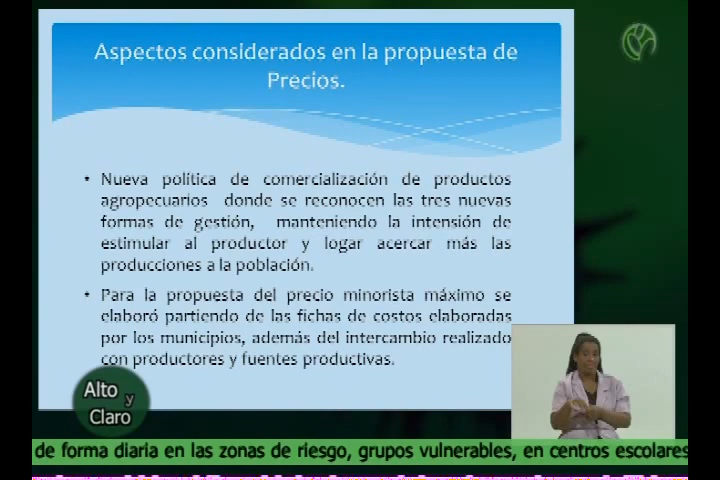 Aspectos considerados en la propuesta de
Precios.
• Nueva política de comercialización de productos
agropecuarios donde se reconocen las tres nuevas
formas de gestión, manteniendo la intensión de
estimular al productor y logar acercar más las
producciones a la población.
• Para la propuesta del precio minorista máximo se
elaboró partiendo de las fichas de costos elaboradas
por los municipios, además del intercambio realizado
con productores y fuentes productivas.
Alto
y
Claro
de forma diaria en las zonas de riesgo, grupos vulnerables, en centros escolares